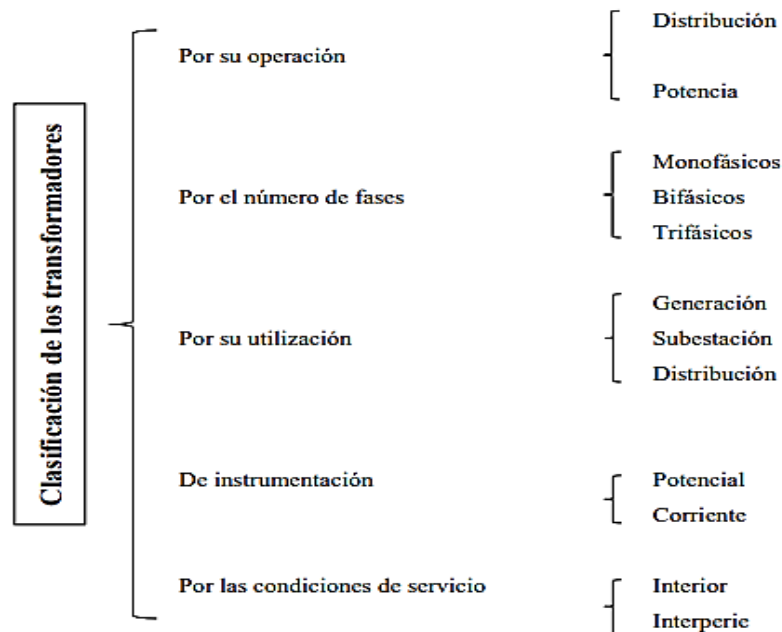 Clasificación de los transformadores
Por su operación
Distribución
Potencia
Por el número de fases
Monofásicos
Bifásicos
Trifásicos
Por su utilización
Generación
Subestación
Distribución
De instrumentación
Potencial
Corriente
Por las condiciones de servicio
Interior
Interperie